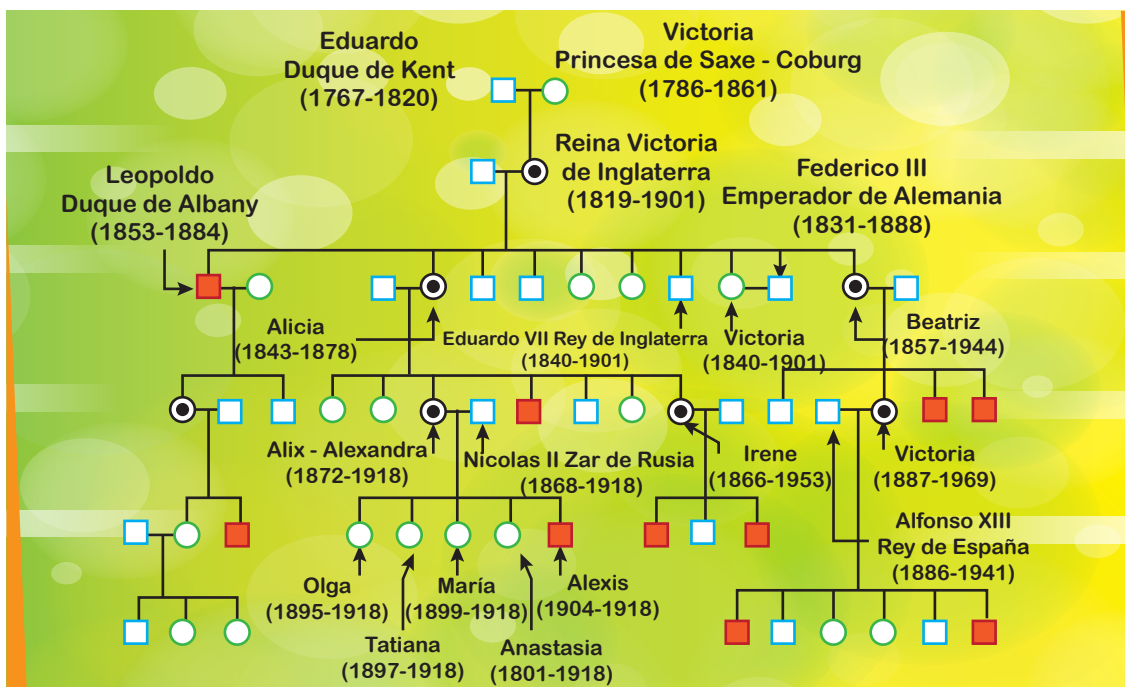 Eduardo
Duque de Kent
(1767-1820)
Victoria
Princesa de Saxe - Coburg
(1786-1861)
Reina Victoria
de Inglaterra
(1819-1901)
Leopoldo
Duque de Albany
(1853-1884)
Federico III
Emperador de Alemania
(1831-1888)
Alicia
(1843-1878)
Eduardo VII Rey de Inglaterra
(1840-1901)
Victoria
(1840-1901)
Beatriz
(1857-1944)
Alix - Alexandra
(1872-1918)
Nicolas II Zar de Rusia
(1868-1918)
Irene
(1866-1953)
Victoria
(1887-1969)
Alfonso XIII
Rey de España
(1886-1941)
Olga
(1895-1918)
María
(1899-1918)
Alexis
(1904-1918)
Tatiana
(1897-1918)
Anastasia
(1801-1918)